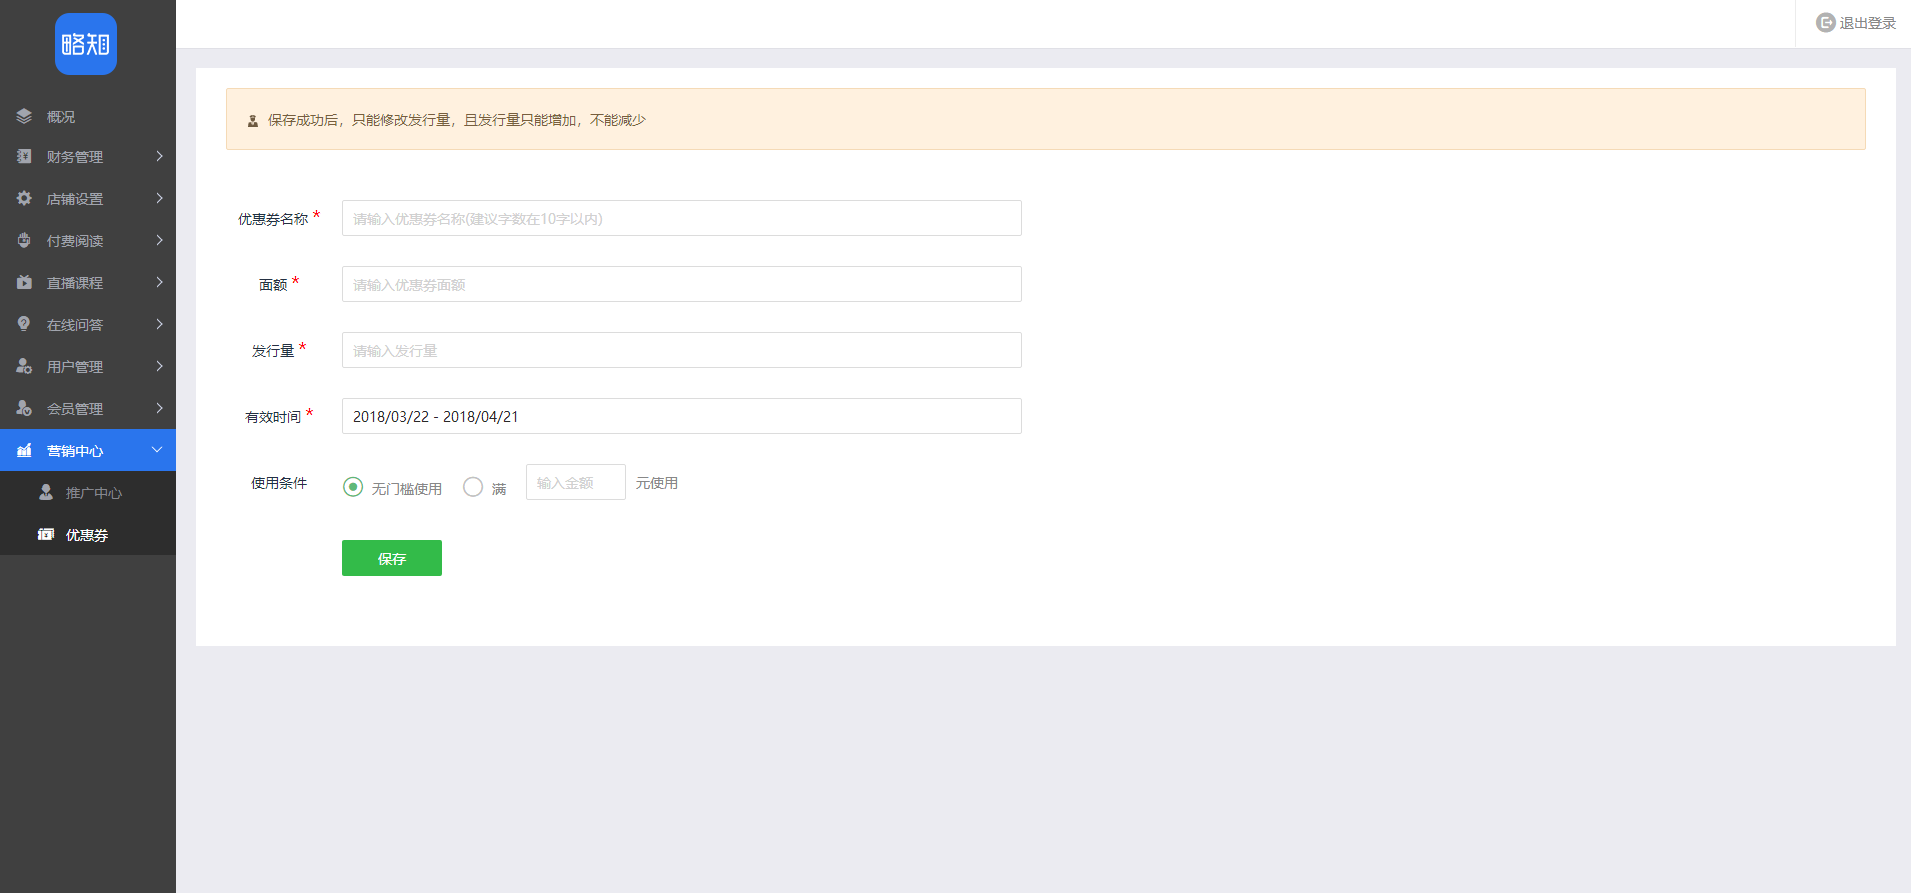 略知
退出登录
概况
财务管理
店铺设置
付费阅读
直播课程
在线问答
用户管理
会员管理
营销中心
推广中心
优惠券
保存成功后，只能修改发行量，且发行量只能增加，不能减少
优惠券名称 * 请输入优惠券名称(建议字数在10字以内)
面额 * 请输入优惠券面额
发行量 * 请输入发行量
有效时间 * 2018/03/22 - 2018/04/21
使用条件 无门槛使用 满 输入金额 元使用
保存